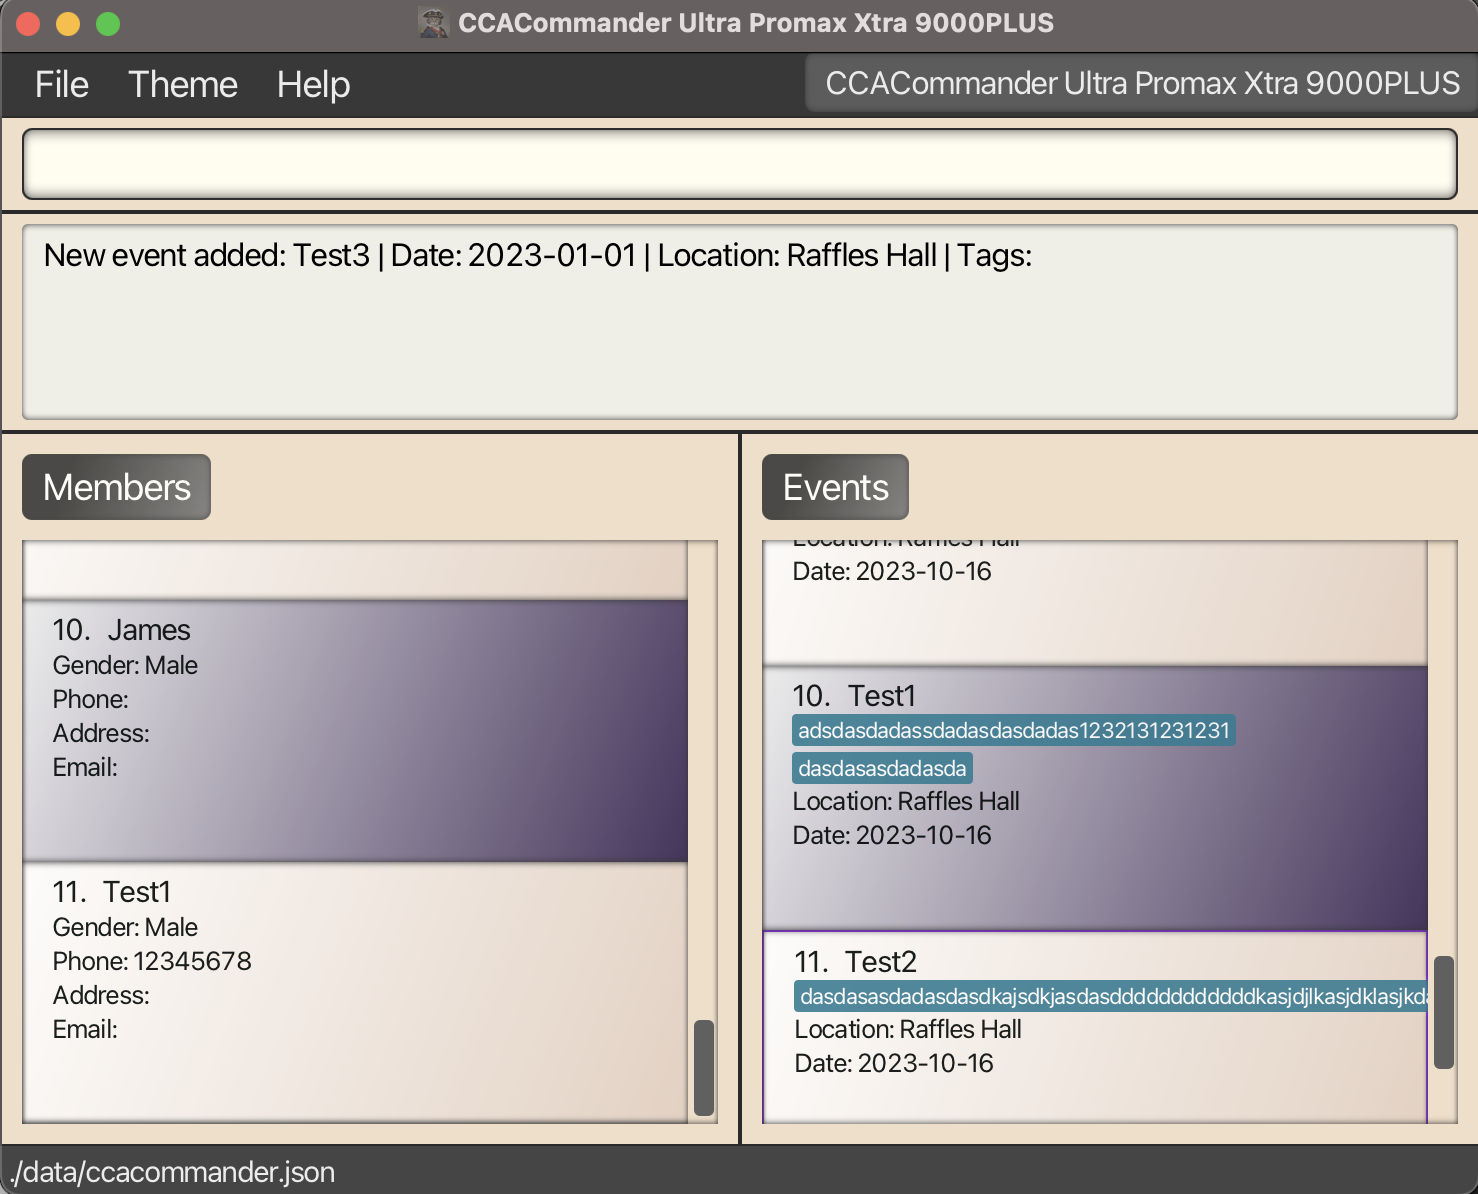 CCACommander Ultra Promax Xtra 9000PLUS
File Theme Help CCACommander Ultra Promax Xtra 9000PLUS
New event added: Test3 | Date: 2023-01-01 | Location: Raffles Hall | Tags:
Members
10. James
Gender: Male
Phone:
Address:
Email:
11. Test1
Gender: Male
Phone: 12345678
Address:
Email:
Events
Location: Raffles Hall
Date: 2023-10-16
10. Test1
adsdasdadassdadasdasdadas1232131231231
dasdasasdadasda
Location: Raffles Hall
Date: 2023-10-16
11. Test2
Location: Raffles Hall
Date: 2023-10-16
./data/ccacommander.json